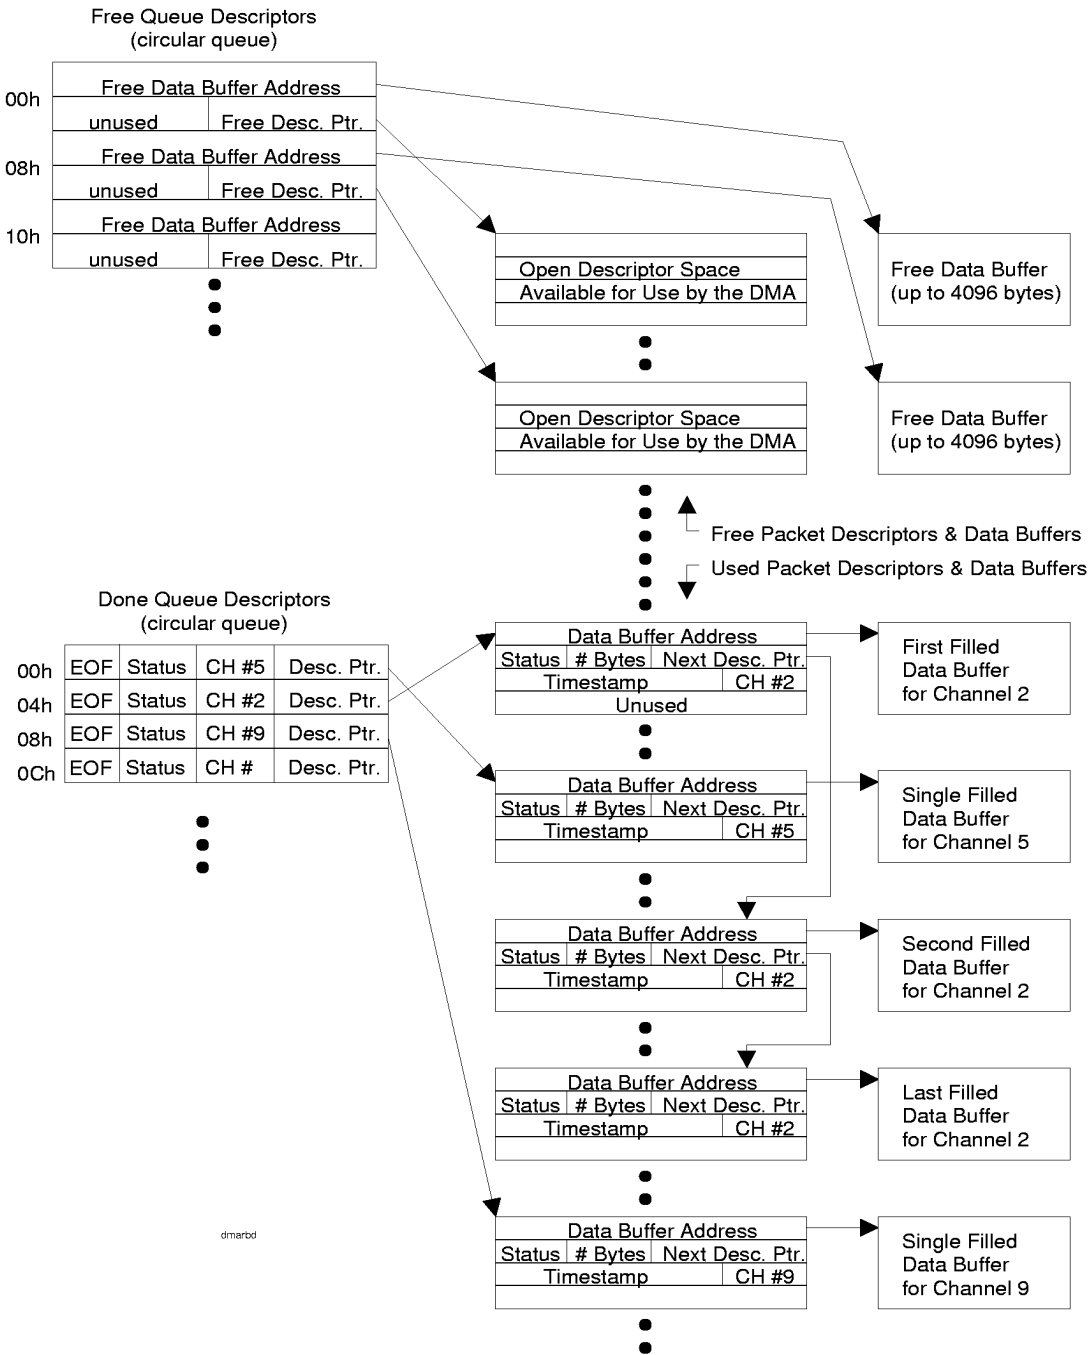 Free Queue Descriptors
(circular queue)
00h
Free Data Buffer Address
unused Free Desc. Ptr.
08h
Free Data Buffer Address
unused Free Desc. Ptr.
10h
Free Data Buffer Address
unused Free Desc. Ptr.
Open Descriptor Space
Available for Use by the DMA
Free Data Buffer
(up to 4096 bytes)
Open Descriptor Space
Available for Use by the DMA
Free Data Buffer
(up to 4096 bytes)
Free Packet Descriptors & Data Buffers
Used Packet Descriptors & Data Buffers
Done Queue Descriptors
(circular queue)
00h EOF Status CH #5 Desc. Ptr.
04h EOF Status CH #2 Desc. Ptr.
08h EOF Status CH #9 Desc. Ptr.
0Ch EOF Status CH # Desc. Ptr.
Data Buffer Address
Status # Bytes Next Desc. Ptr.
Timestamp CH #2
Unused
First Filled
Data Buffer
for Channel 2
Data Buffer Address
Status # Bytes Next Desc. Ptr.
Timestamp CH #5
Single Filled
Data Buffer
for Channel 5
Data Buffer Address
Status # Bytes Next Desc. Ptr.
Timestamp CH #2
Second Filled
Data Buffer
for Channel 2
Data Buffer Address
Status # Bytes Next Desc. Ptr.
Timestamp CH #2
Last Filled
Data Buffer
for Channel 2
Data Buffer Address
Status # Bytes Next Desc. Ptr.
Timestamp CH #9
Single Filled
Data Buffer
for Channel 9
dmarbd